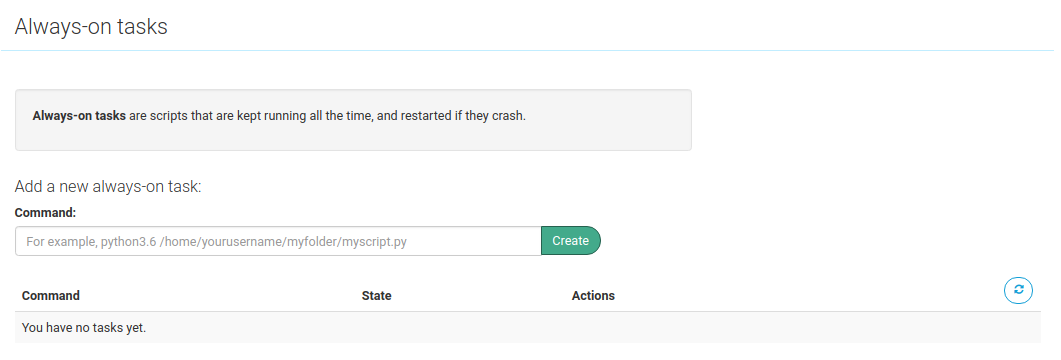 Always-on tasks
Always-on tasks are scripts that are kept running all the time, and restarted if they crash.
Add a new always-on task:
Command:
For example, python3.6 /home/yourusername/myfolder/myscript.py Create
Command State Actions
You have no tasks yet.